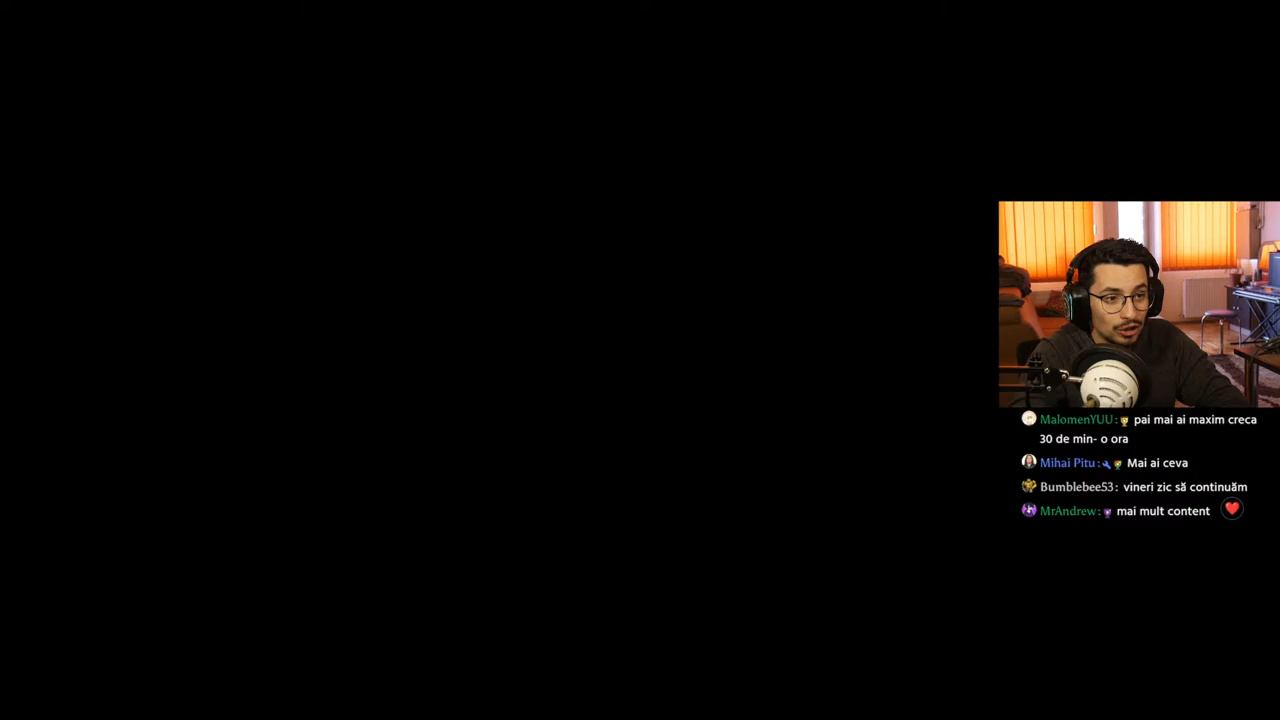 MalomenYUU: pai mai ai maxim creca
30 de min- o ora
Mihai Pitu: Mai ai ceva
Bumblebee53: vineri zic să continuăm
MrAndrew: mai mult content